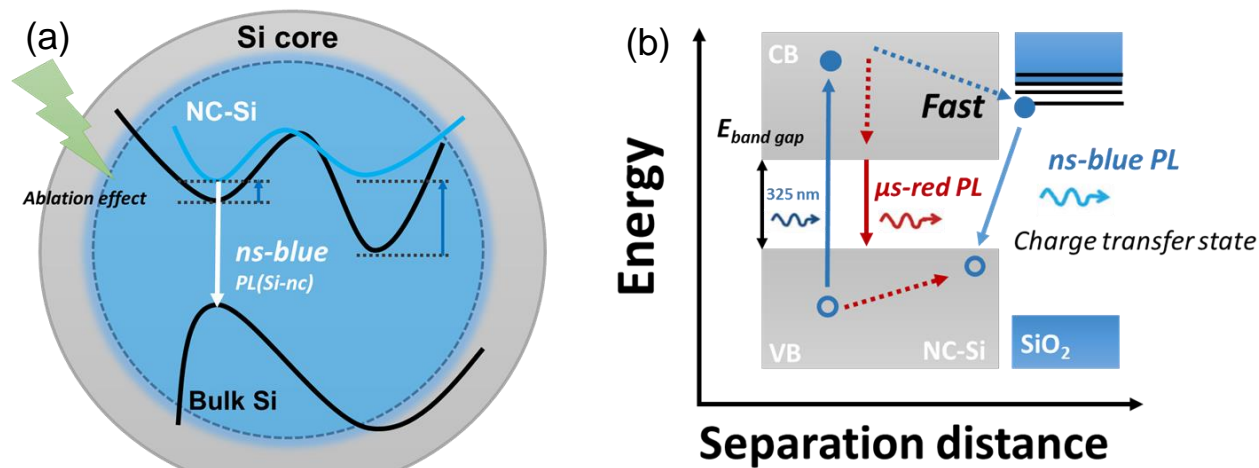 (a)
Si core
NC-Si
Ablation effect
ns-blue
PL(Si-nc)
Bulk Si
(b)
Energy
CB
Fast
E band gap
325 nm
μs-red PL
ns-blue PL
Charge transfer state
VB
NC-Si
SiO₂
Separation distance